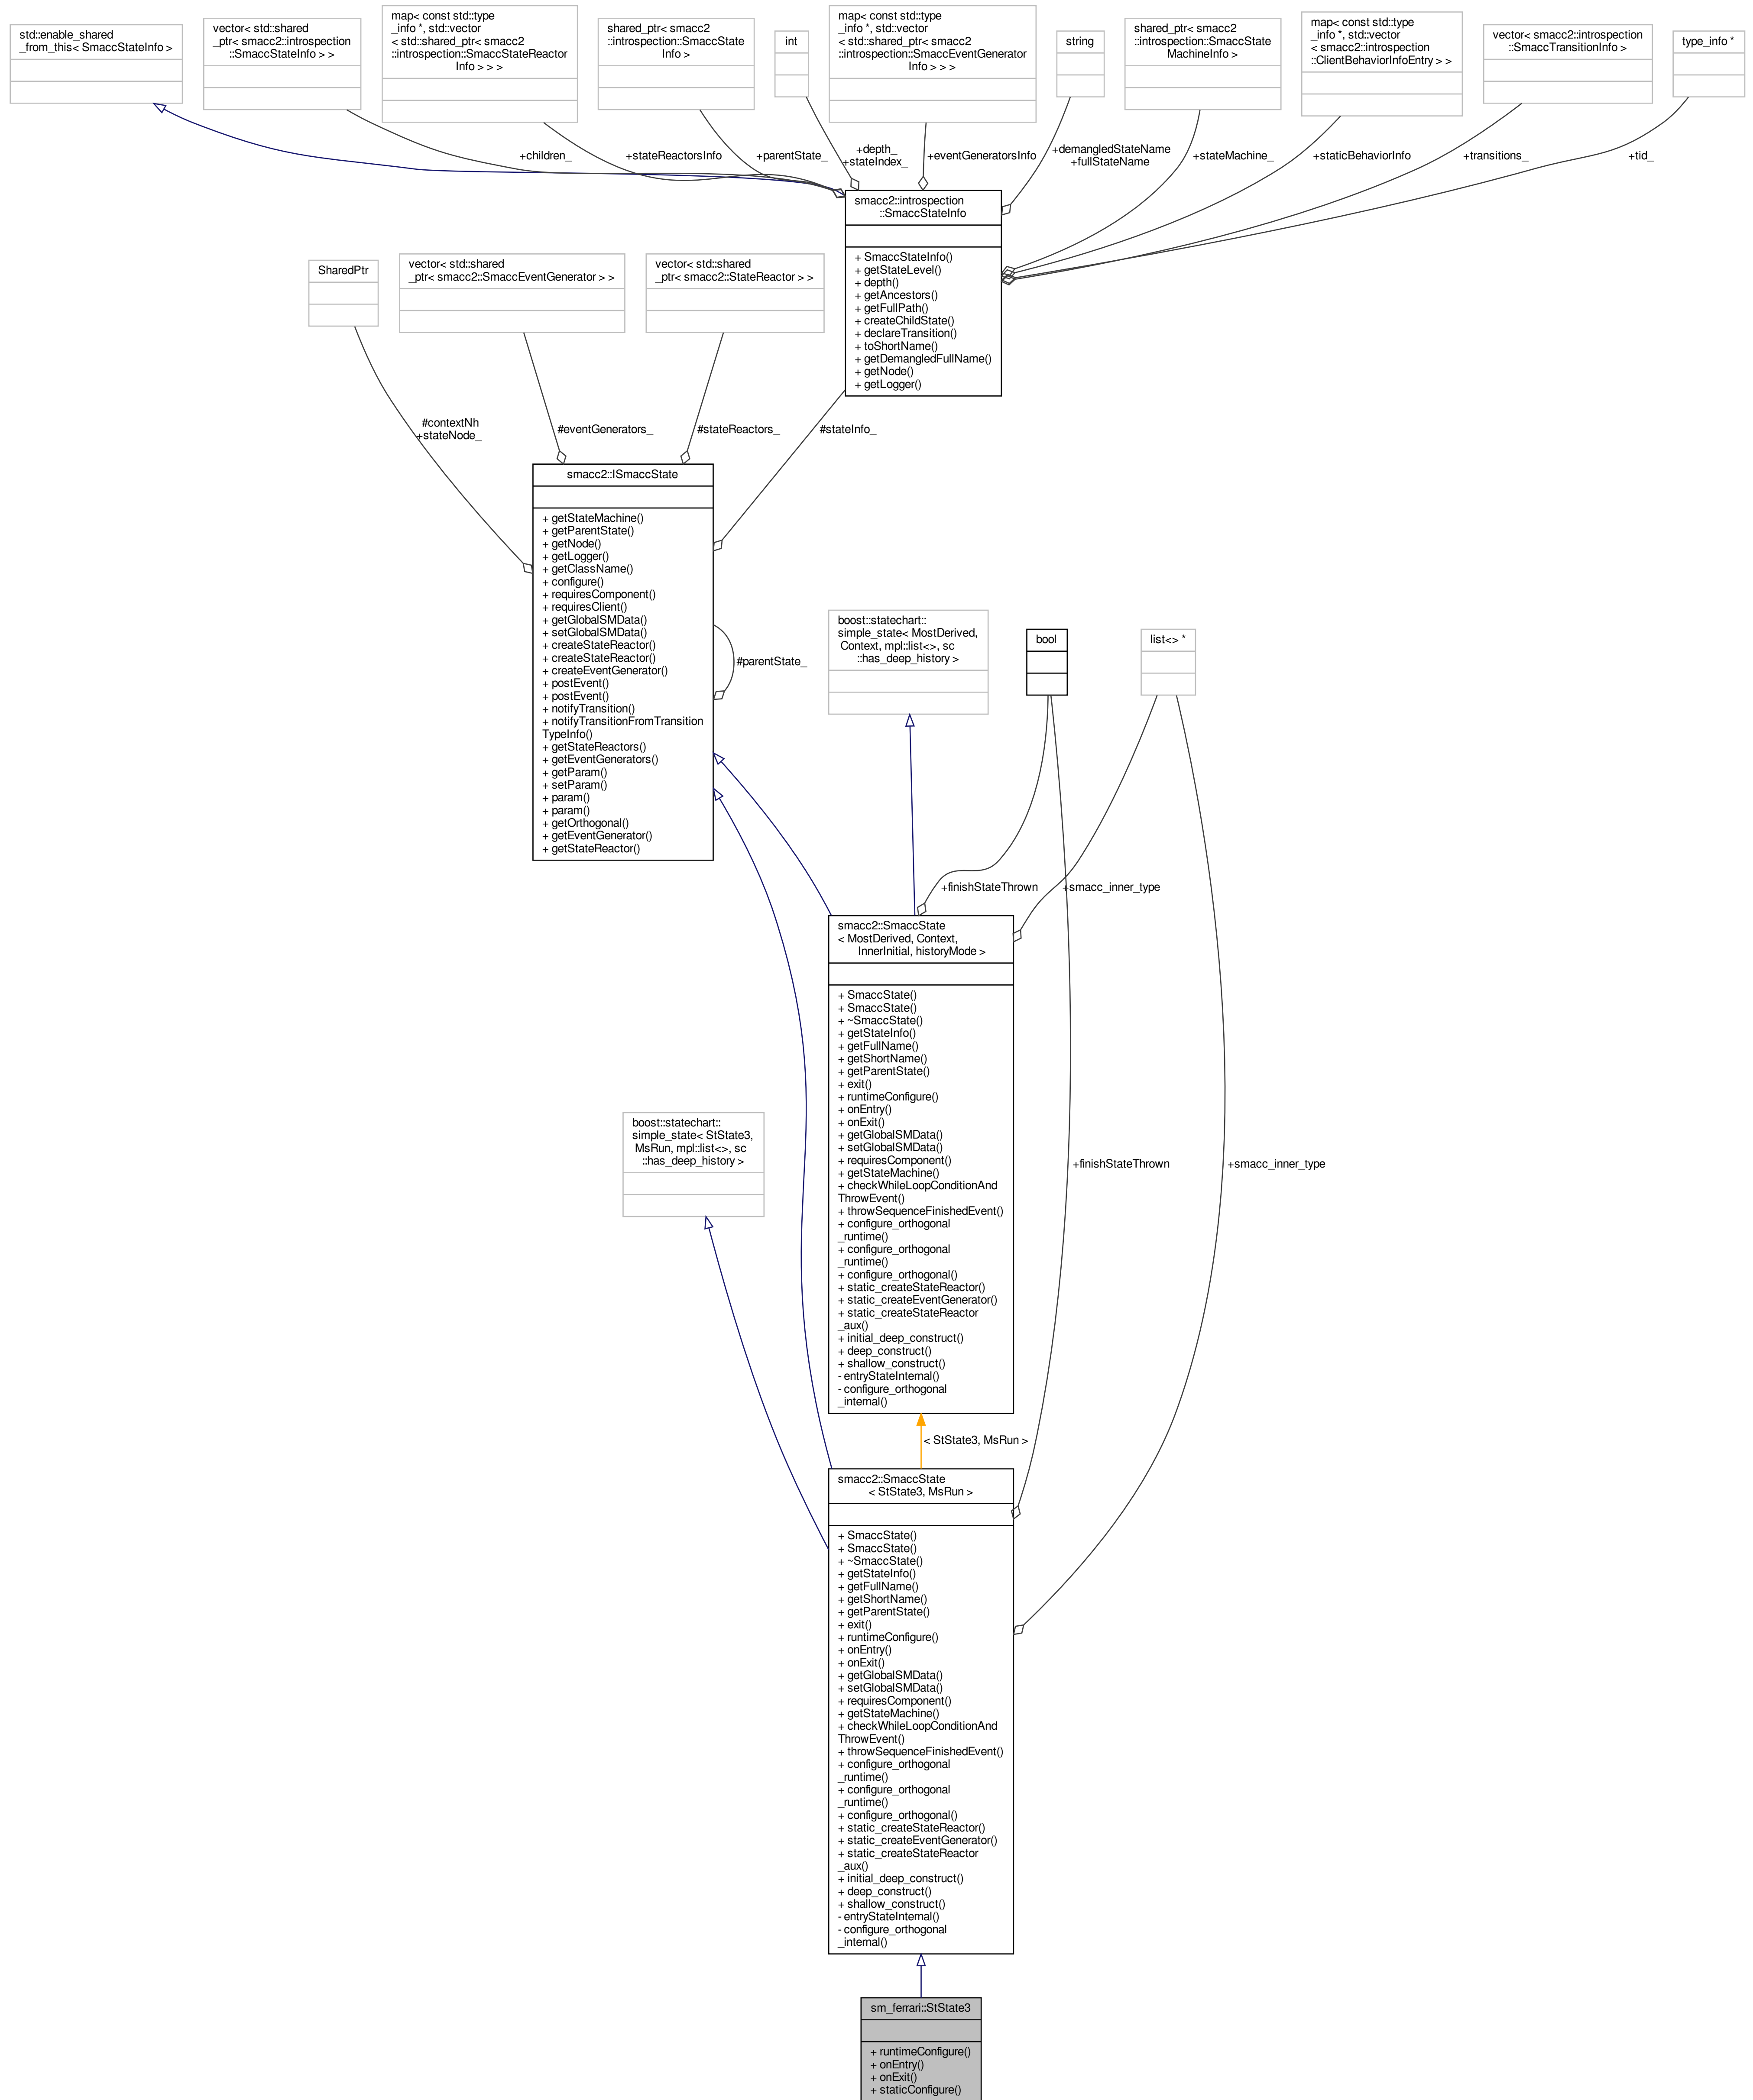 std::enable_shared
_from_this< SmaccStateInfo >
vector< std::shared
_ptr< smacc2::introspection
::SmaccStateInfo > >
map< const std::type
_info *, std::vector
< std::shared_ptr< smacc2
::introspection::SmaccStateReactor
Info > > >
shared_ptr< smacc2
::introspection::SmaccState
Info >
int
map< const std::type
_info *, std::vector
< std::shared_ptr< smacc2
::introspection::SmaccEventGenerator
Info > > >
string
shared_ptr< smacc2
::introspection::SmaccState
MachineInfo >
map< const std::type
_info *, std::vector
< smacc2::introspection
::ClientBehaviorInfoEntry > >
vector< smacc2::introspection
::SmaccTransitionInfo >
type_info *
+children_
+stateReactorsInfo
+parentState_
+depth_
+stateIndex_
+eventGeneratorsInfo
+demangledStateName
+fullStateName
+stateMachine_
+staticBehaviorInfo
+transitions_
+tid_
smacc2::introspection
::SmaccStateInfo
+ SmaccStateInfo()
+ getStateLevel()
+ depth()
+ getAncestors()
+ getFullPath()
+ createChildState()
+ declareTransition()
+ toShortName()
+ getDemangledFullName()
+ getNode()
+ getLogger()
SharedPtr
vector< std::shared
_ptr< smacc2::SmaccEventGenerator > >
vector< std::shared
_ptr< smacc2::StateReactor > >
#contextNh
+stateNode_
#eventGenerators_
#stateReactors_
#stateInfo_
smacc2::ISmaccState
+ getStateMachine()
+ getParentState()
+ getNode()
+ getLogger()
+ getClassName()
+ configure()
+ requiresComponent()
+ requiresClient()
+ getGlobalSMData()
+ setGlobalSMData()
+ createStateReactor()
+ createStateReactor()
+ createEventGenerator()
+ postEvent()
+ postEvent()
+ notifyTransition()
+ notifyTransitionFromTransition
TypeInfo()
+ getStateReactors()
+ getEventGenerators()
+ getParam()
+ setParam()
+ param()
+ param()
+ getOrthogonal()
+ getEventGenerator()
+ getStateReactor()
#parentState_
boost::statechart::
simple_state< MostDerived,
Context, mpl::list<>, sc
::has_deep_history >
bool
list<> *
+finishStateThrown
+smacc_inner_type
smacc2::SmaccState
< MostDerived, Context,
InnerInitial, historyMode >
+ SmaccState()
+ SmaccState()
+ ~SmaccState()
+ getStateInfo()
+ getFullName()
+ getShortName()
+ getParentState()
+ exit()
+ runtimeConfigure()
+ onEntry()
+ onExit()
+ getGlobalSMData()
+ setGlobalSMData()
+ requiresComponent()
+ getStateMachine()
+ checkWhileLoopConditionAnd
ThrowEvent()
+ throwSequenceFinishedEvent()
+ configure_orthogonal
_runtime()
+ configure_orthogonal
_runtime()
+ configure_orthogonal()
+ static_createStateReactor()
+ static_createEventGenerator()
+ static_createStateReactor
_aux()
+ initial_deep_construct()
+ deep_construct()
+ shallow_construct()
- entryStateInternal()
- configure_orthogonal
_internal()
boost::statechart::
simple_state< StState3,
MsRun, mpl::list<>, sc
::has_deep_history >
+finishStateThrown
+smacc_inner_type
< StState3, MsRun >
smacc2::SmaccState
< StState3, MsRun >
+ SmaccState()
+ SmaccState()
+ ~SmaccState()
+ getStateInfo()
+ getFullName()
+ getShortName()
+ getParentState()
+ exit()
+ runtimeConfigure()
+ onEntry()
+ onExit()
+ getGlobalSMData()
+ setGlobalSMData()
+ requiresComponent()
+ getStateMachine()
+ checkWhileLoopConditionAnd
ThrowEvent()
+ throwSequenceFinishedEvent()
+ configure_orthogonal
_runtime()
+ configure_orthogonal
_runtime()
+ configure_orthogonal()
+ static_createStateReactor()
+ static_createEventGenerator()
+ static_createStateReactor
_aux()
+ initial_deep_construct()
+ deep_construct()
+ shallow_construct()
- entryStateInternal()
- configure_orthogonal
_internal()
sm_ferrari::StState3
+ runtimeConfigure()
+ onEntry()
+ onExit()
+ staticConfigure()